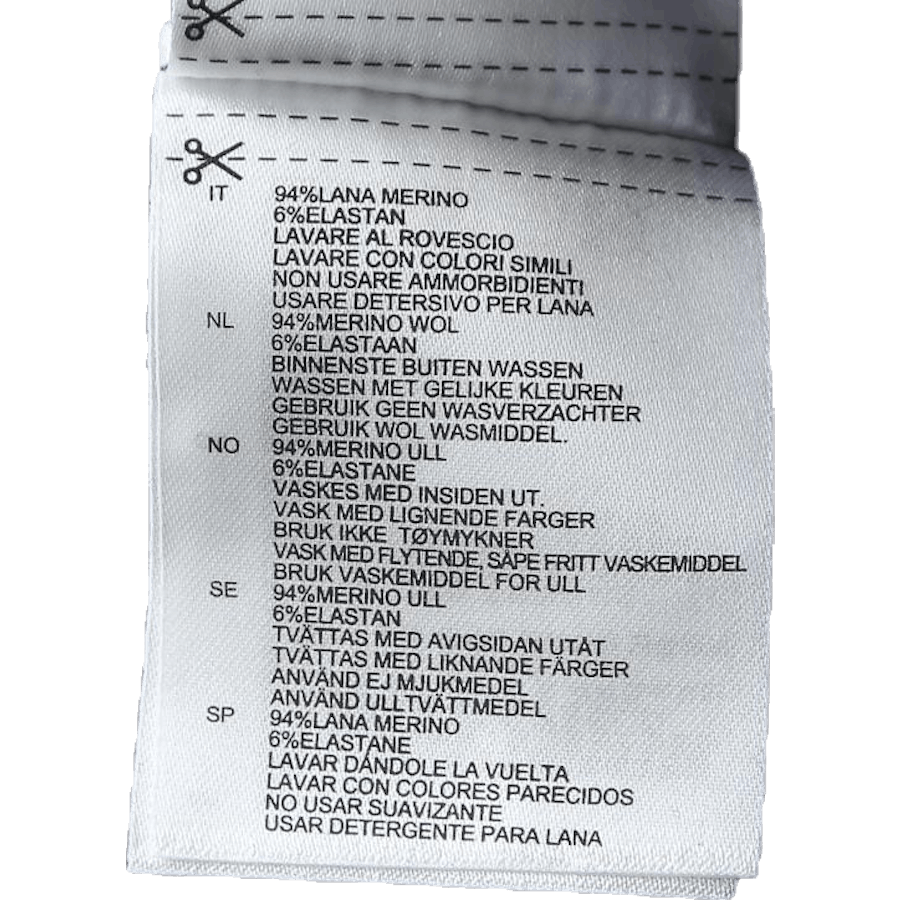 IT 94%LANA MERINO
6%ELASTAN
LAVARE AL ROVESCIO
LAVARE CON COLORI SIMILI
NON USARE AMMORBIDIENTI
USARE DETERSIVO PER LANA
NL 94%MERINO WOL
6%ELASTAAN
BINNENSTE BUITEN WASSEN
WASSEN MET GELIJKE KLEUREN
GEBRUIK GEEN WASVERZACHTER
GEBRUIK WOL WASMIDDEL.
NO 94%MERINO ULL
6%ELASTANE
VASKES MED INSIDEN UT.
VASK MED LIGNENDE FARGER
BRUK IKKE TØYMYKNER
VASK MED FLYTENDE, SÅPE FRITT VASKEMIDDEL
BRUK VASKEMIDDEL FOR ULL
SE 94%MERINO ULL
6%ELASTAN
TVÄTTAS MED AVIGSIDAN UTÅT
TVÄTTAS MED LIKNANDE FÄRGER
ANVÄND EJ MJUKMEDEL
ANVÄND ULLTVÄTTMEDEL
SP 94%LANA MERINO
6%ELASTANE
LAVAR DÁNDOLE LA VUELTA
LAVAR CON COLORES PARECIDOS
NO USAR SUAVIZANTE
USAR DETERGENTE PARA LANA